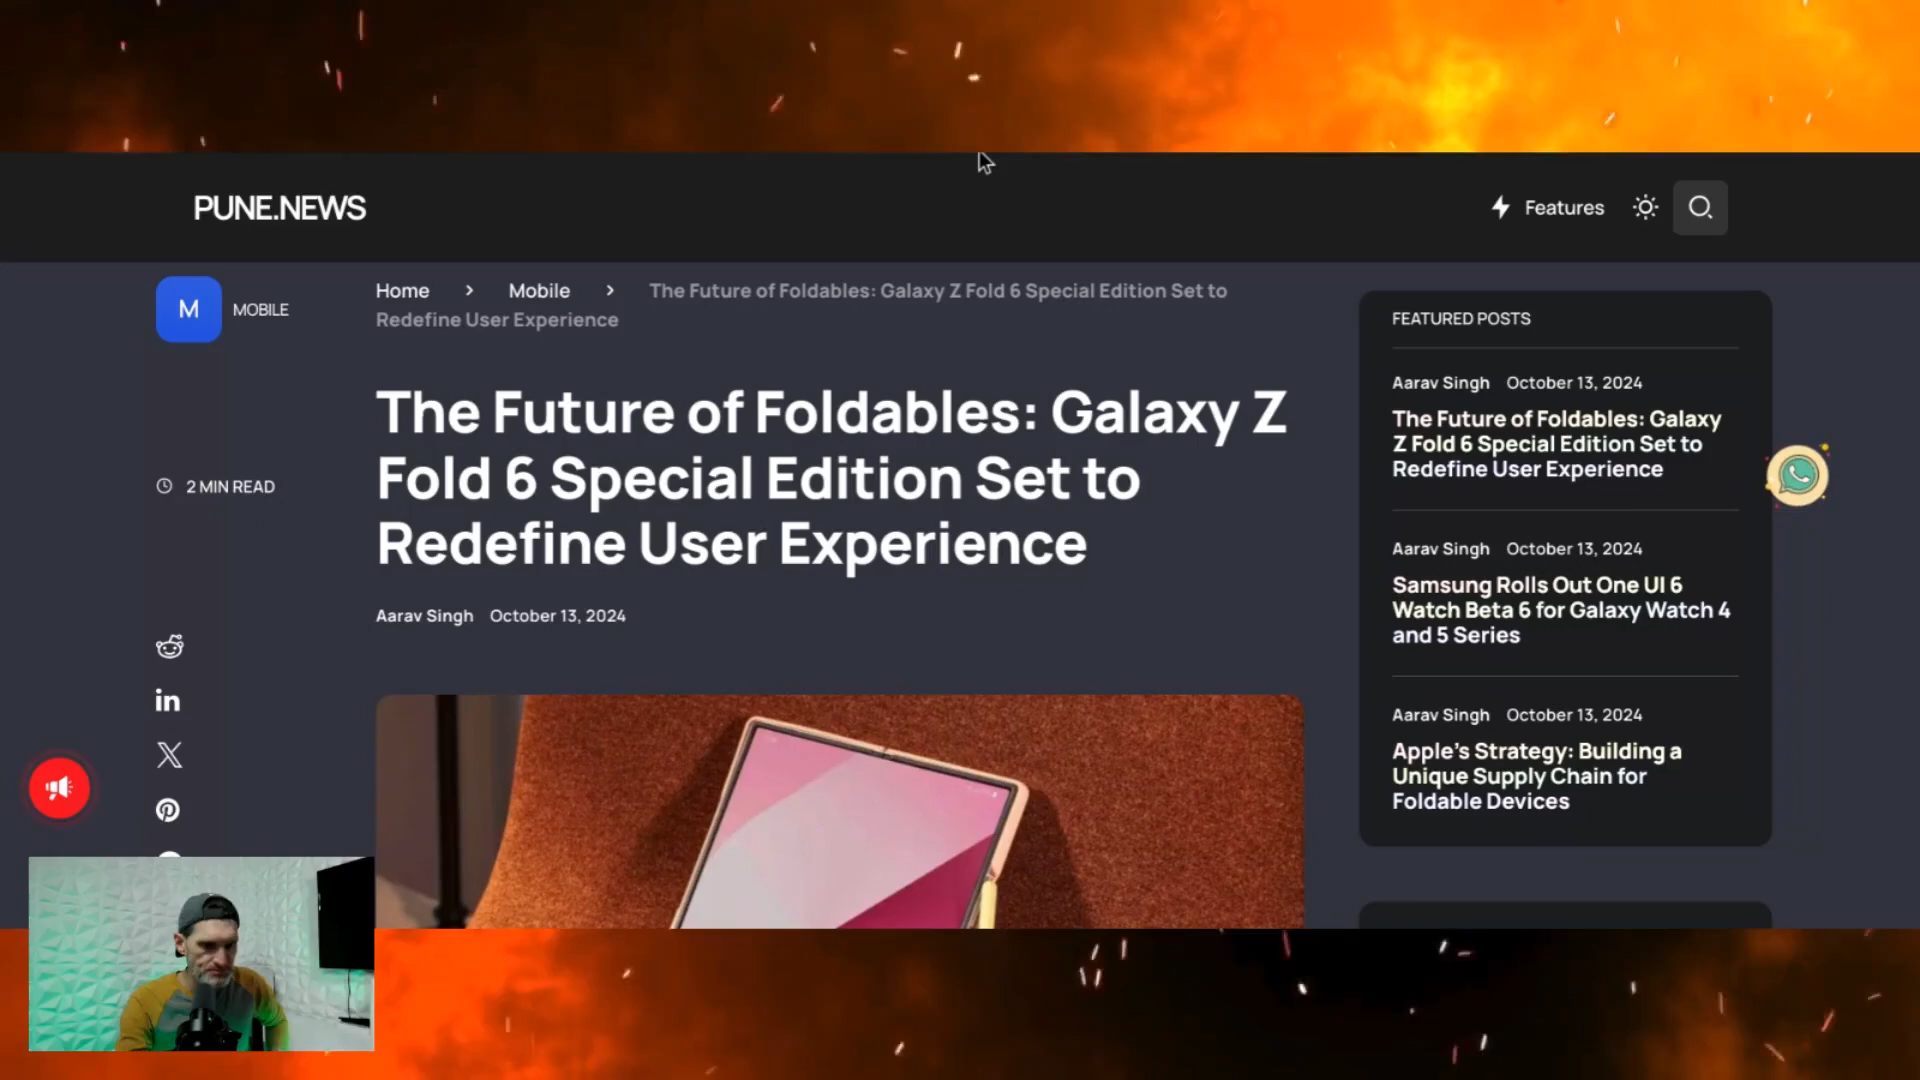 PUNE.NEWS
Features
M
MOBILE
Home > Mobile > The Future of Foldables: Galaxy Z Fold 6 Special Edition Set to
Redefine User Experience
2 MIN READ
The Future of Foldables: Galaxy Z
Fold 6 Special Edition Set to
Redefine User Experience
Aarav Singh October 13, 2024
in
FEATURED POSTS
Aarav Singh October 13, 2024
The Future of Foldables: Galaxy
Z Fold 6 Special Edition Set to
Redefine User Experience
Aarav Singh October 13, 2024
Samsung Rolls Out One UI 6
Watch Beta 6 for Galaxy Watch 4
and 5 Series
Aarav Singh October 13, 2024
Apple's Strategy: Building a
Unique Supply Chain for
Foldable Devices